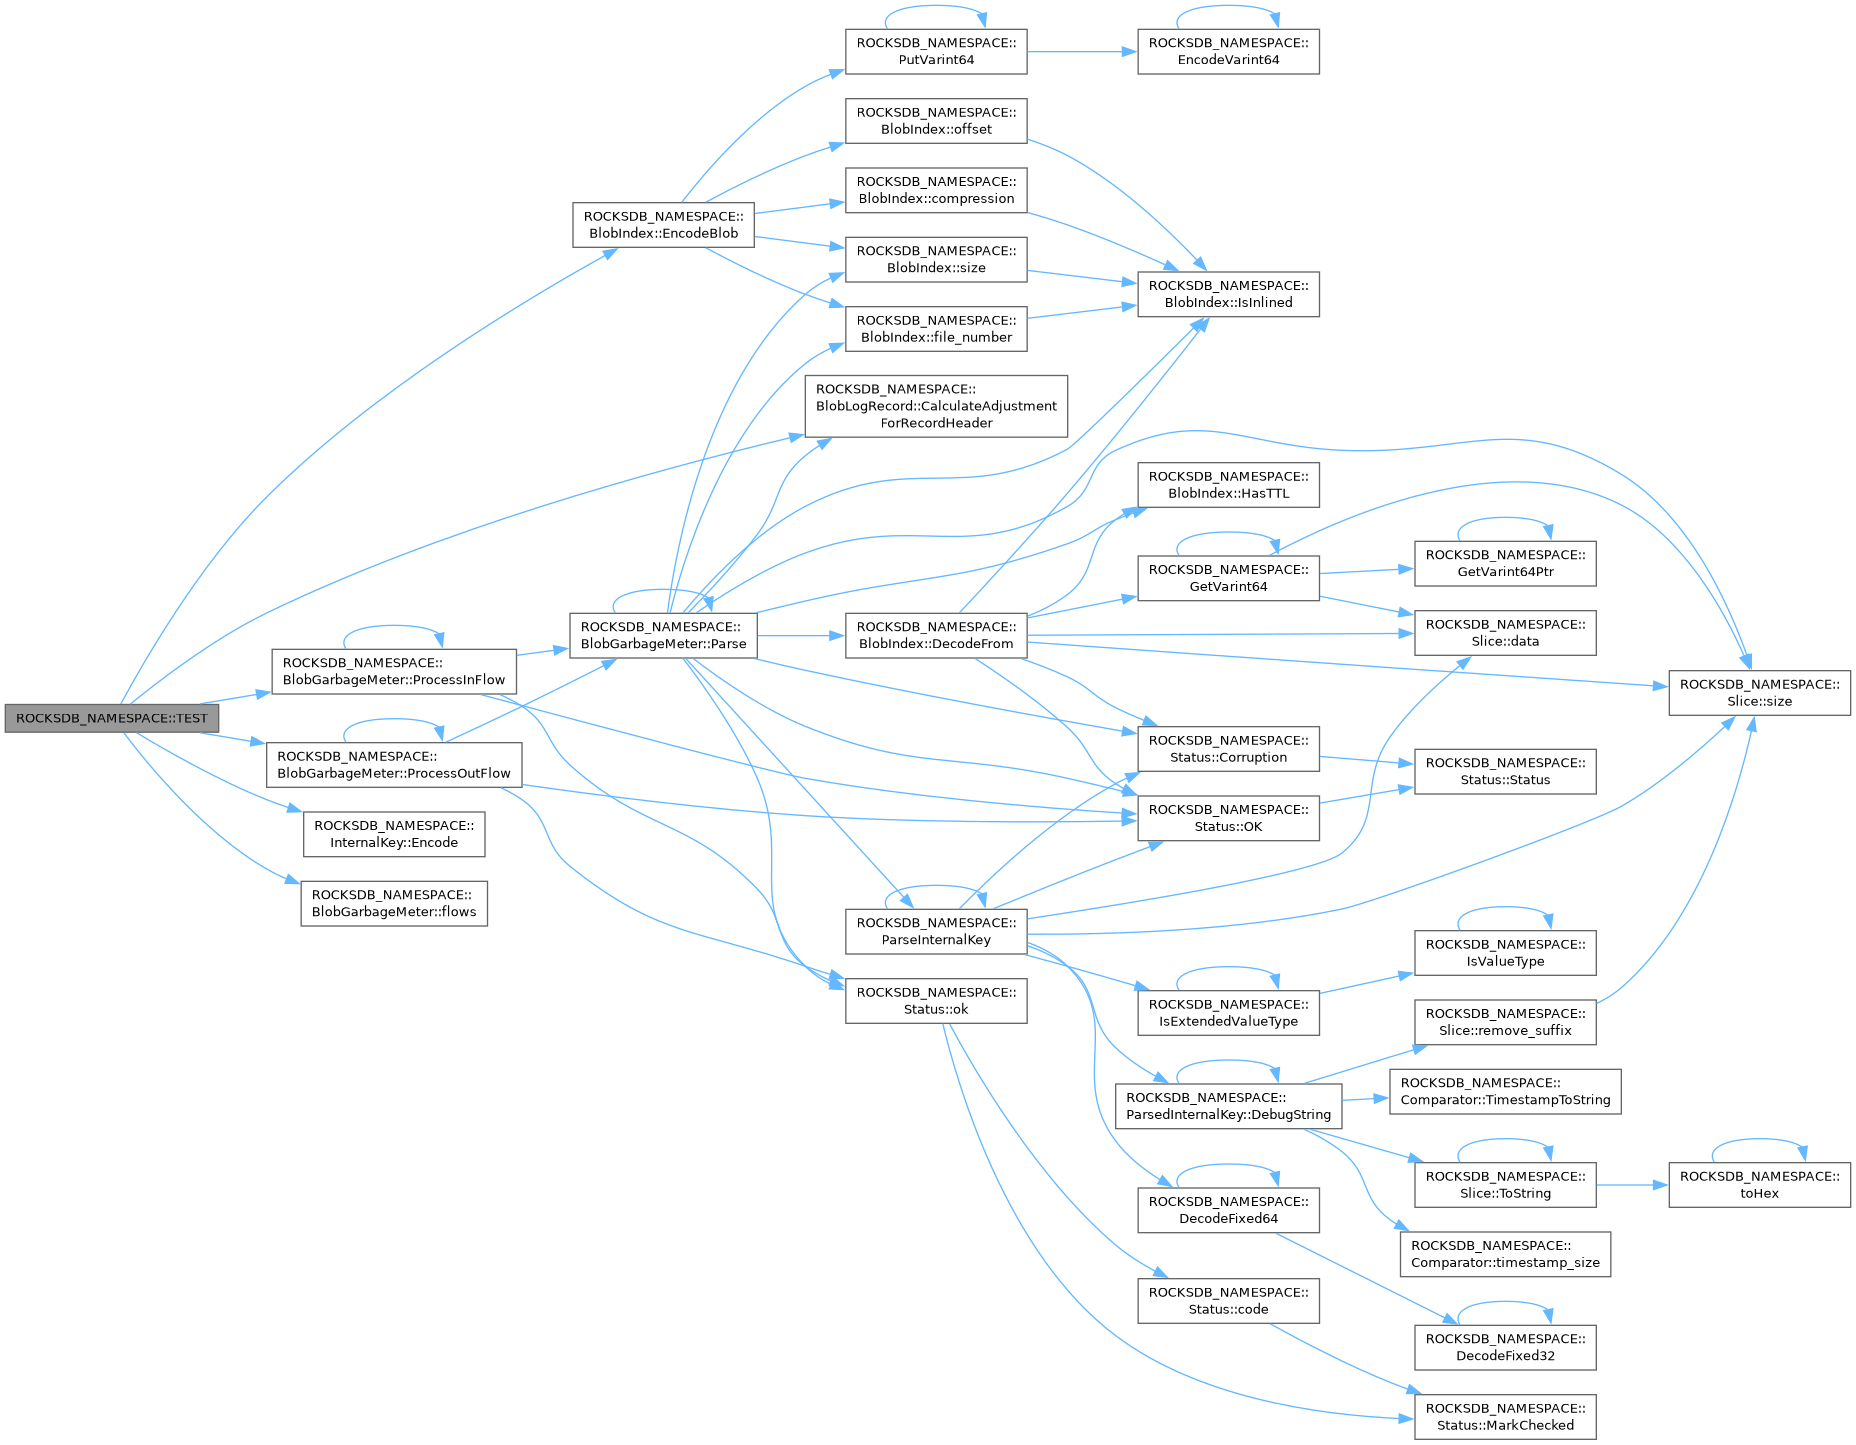 ROCKSDB_NAMESPACE::TEST
ROCKSDB_NAMESPACE::
BlobIndex::EncodeBlob
ROCKSDB_NAMESPACE::
BlobGarbageMeter::ProcessInFlow
ROCKSDB_NAMESPACE::
BlobGarbageMeter::ProcessOutFlow
ROCKSDB_NAMESPACE::
InternalKey::Encode
ROCKSDB_NAMESPACE::
BlobGarbageMeter::flows
ROCKSDB_NAMESPACE::
BlobGarbageMeter::Parse
ROCKSDB_NAMESPACE::
PutVarint64
ROCKSDB_NAMESPACE::
BlobIndex::offset
ROCKSDB_NAMESPACE::
BlobIndex::compression
ROCKSDB_NAMESPACE::
BlobIndex::size
ROCKSDB_NAMESPACE::
BlobIndex::file_number
ROCKSDB_NAMESPACE::
BlobLogRecord::CalculateAdjustment
ForRecordHeader
ROCKSDB_NAMESPACE::
BlobIndex::DecodeFrom
ROCKSDB_NAMESPACE::
ParseInternalKey
ROCKSDB_NAMESPACE::
Status::ok
ROCKSDB_NAMESPACE::
EncodeVarint64
ROCKSDB_NAMESPACE::
BlobIndex::IsInlined
ROCKSDB_NAMESPACE::
BlobIndex::HasTTL
ROCKSDB_NAMESPACE::
GetVarint64
ROCKSDB_NAMESPACE::
Status::Corruption
ROCKSDB_NAMESPACE::
Status::OK
ROCKSDB_NAMESPACE::
IsExtendedValueType
ROCKSDB_NAMESPACE::
ParsedInternalKey::DebugString
ROCKSDB_NAMESPACE::
DecodeFixed64
ROCKSDB_NAMESPACE::
Status::code
ROCKSDB_NAMESPACE::
GetVarint64Ptr
ROCKSDB_NAMESPACE::
Slice::data
ROCKSDB_NAMESPACE::
Status::Status
ROCKSDB_NAMESPACE::
IsValueType
ROCKSDB_NAMESPACE::
Slice::remove_suffix
ROCKSDB_NAMESPACE::
Comparator::TimestampToString
ROCKSDB_NAMESPACE::
Slice::ToString
ROCKSDB_NAMESPACE::
Comparator::timestamp_size
ROCKSDB_NAMESPACE::
DecodeFixed32
ROCKSDB_NAMESPACE::
Status::MarkChecked
ROCKSDB_NAMESPACE::
Slice::size
ROCKSDB_NAMESPACE::
toHex